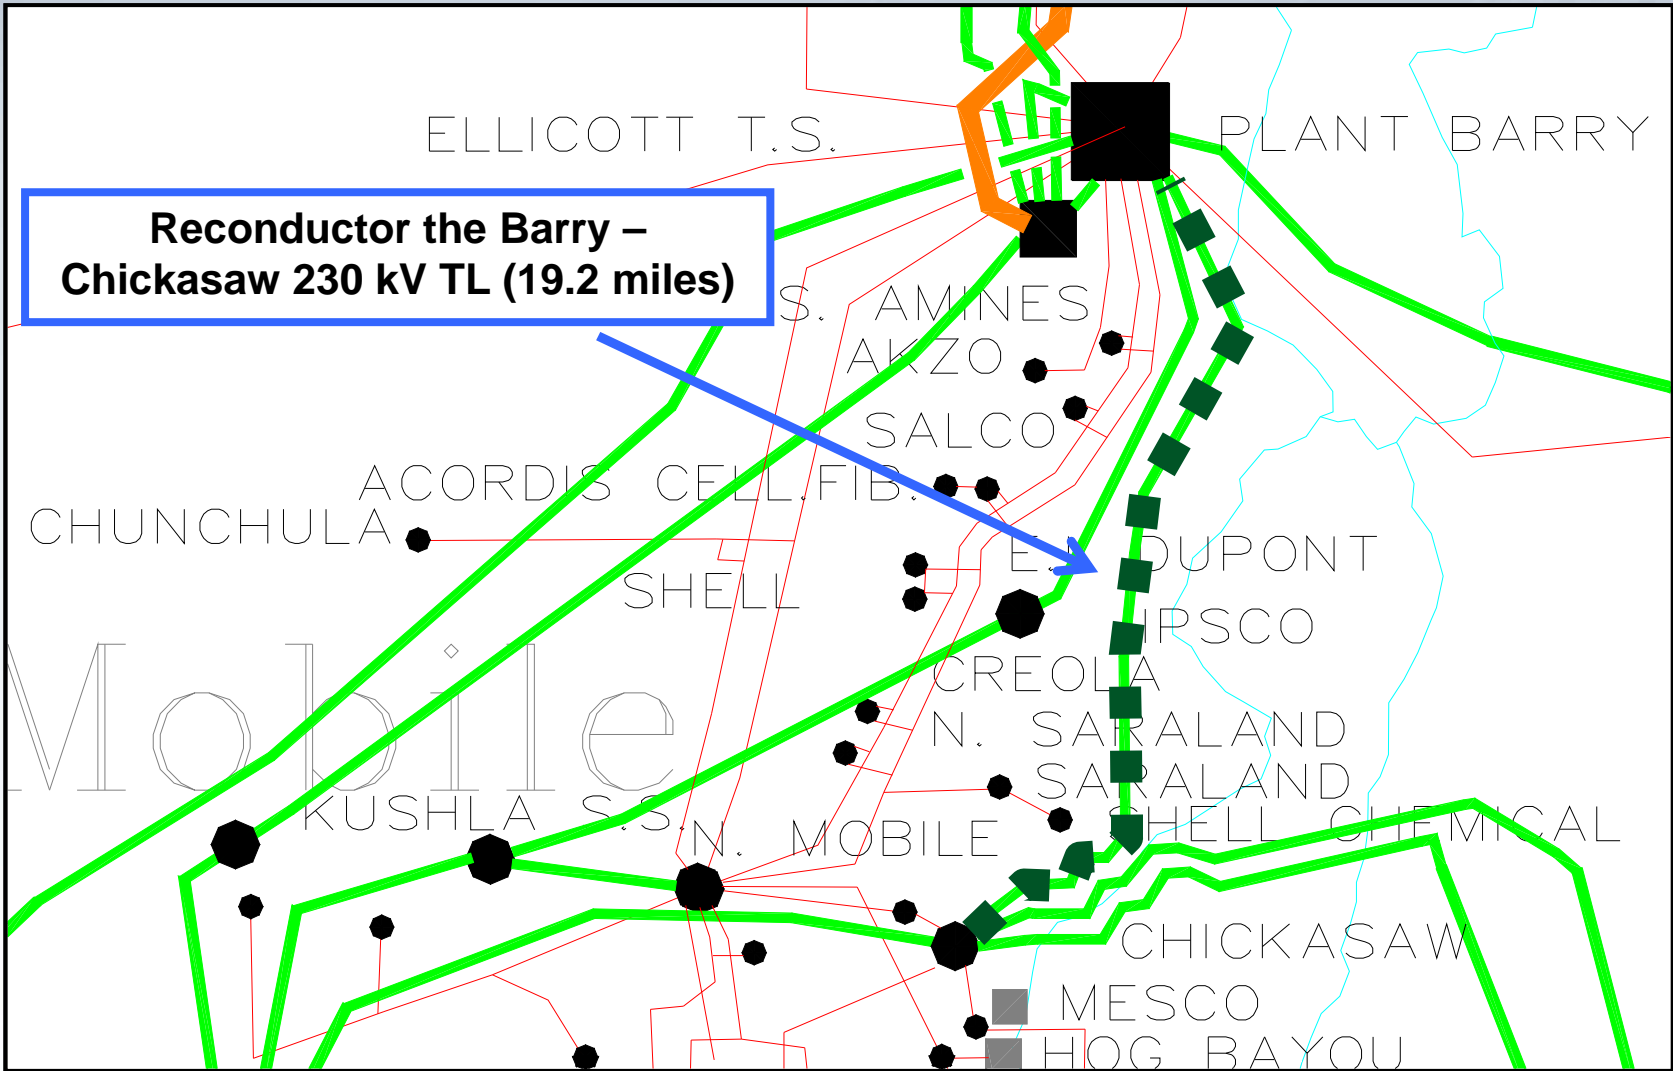 ELLICOTT T.S.
PLANT BARRY
Reconductor the Barry –
Chickasaw 230 kV TL (19.2 miles)
S. AMINES
AKZO
SALCO
ACORDIS CELL.FIB.
CHUNCHULA
DUPONT
SHELL
IPSCO
Mobile
CREOLA
N. SARALAND
SARALAND
KUSHLA S.S.
N. MOBILE
SHELL CHEMICAL
CHICKASAW
MESCO
HOG BAYOU